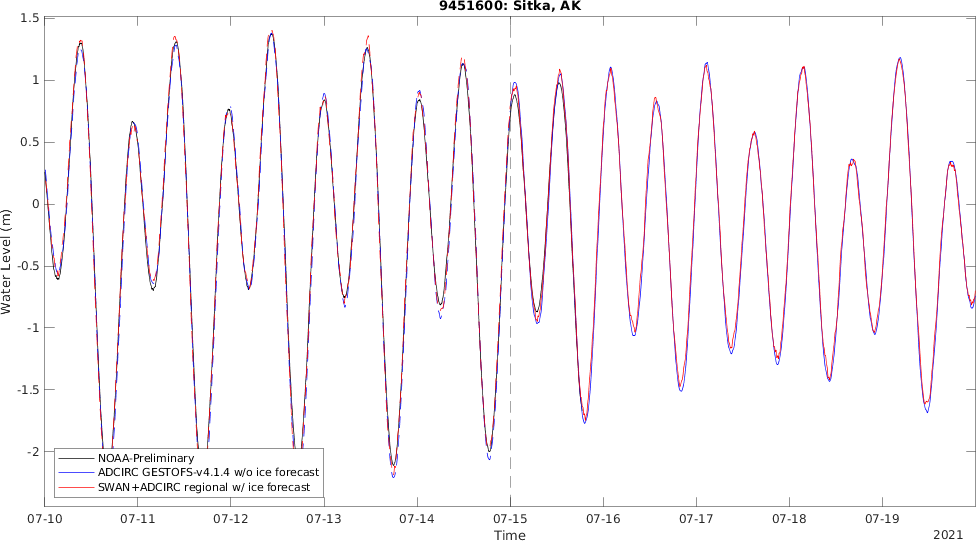 9451600: Sitka, AK
1.5
1
0.5
0
-0.5
-1
-1.5
-2
Water Level (m)
NOAA-Preliminary
ADCIRC GESTOFS-v4.1.4 w/o ice forecast
SWAN+ADCIRC regional w/ ice forecast
07-10 07-11 07-12 07-13 07-14 07-15 07-16 07-17 07-18 07-19
Time
2021